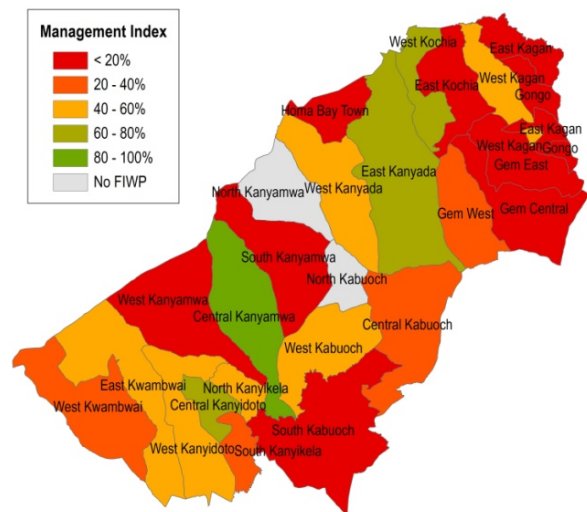 Management Index
< 20%
20 - 40%
40 - 60%
60 - 80%
80 - 100%
No FIWP
West Kochia
East Kagan
West Kagan
Gongo
East Kochia
Homa Bay Town
East Kagan
West Kagan
Gongo
Gem East
East Kanyada
North Kanyamwa
West Kanyada
Gem West
Gem Central
South Kanyamwa
North Kabuoch
West Kanyamwa
Central Kanyamwa
Central Kabuoch
West Kabuoch
East Kwambwai
North Kanyikela
Central Kanyidoto
West Kwambwai
South Kabuoch
West Kanyidoto
South Kanyikela